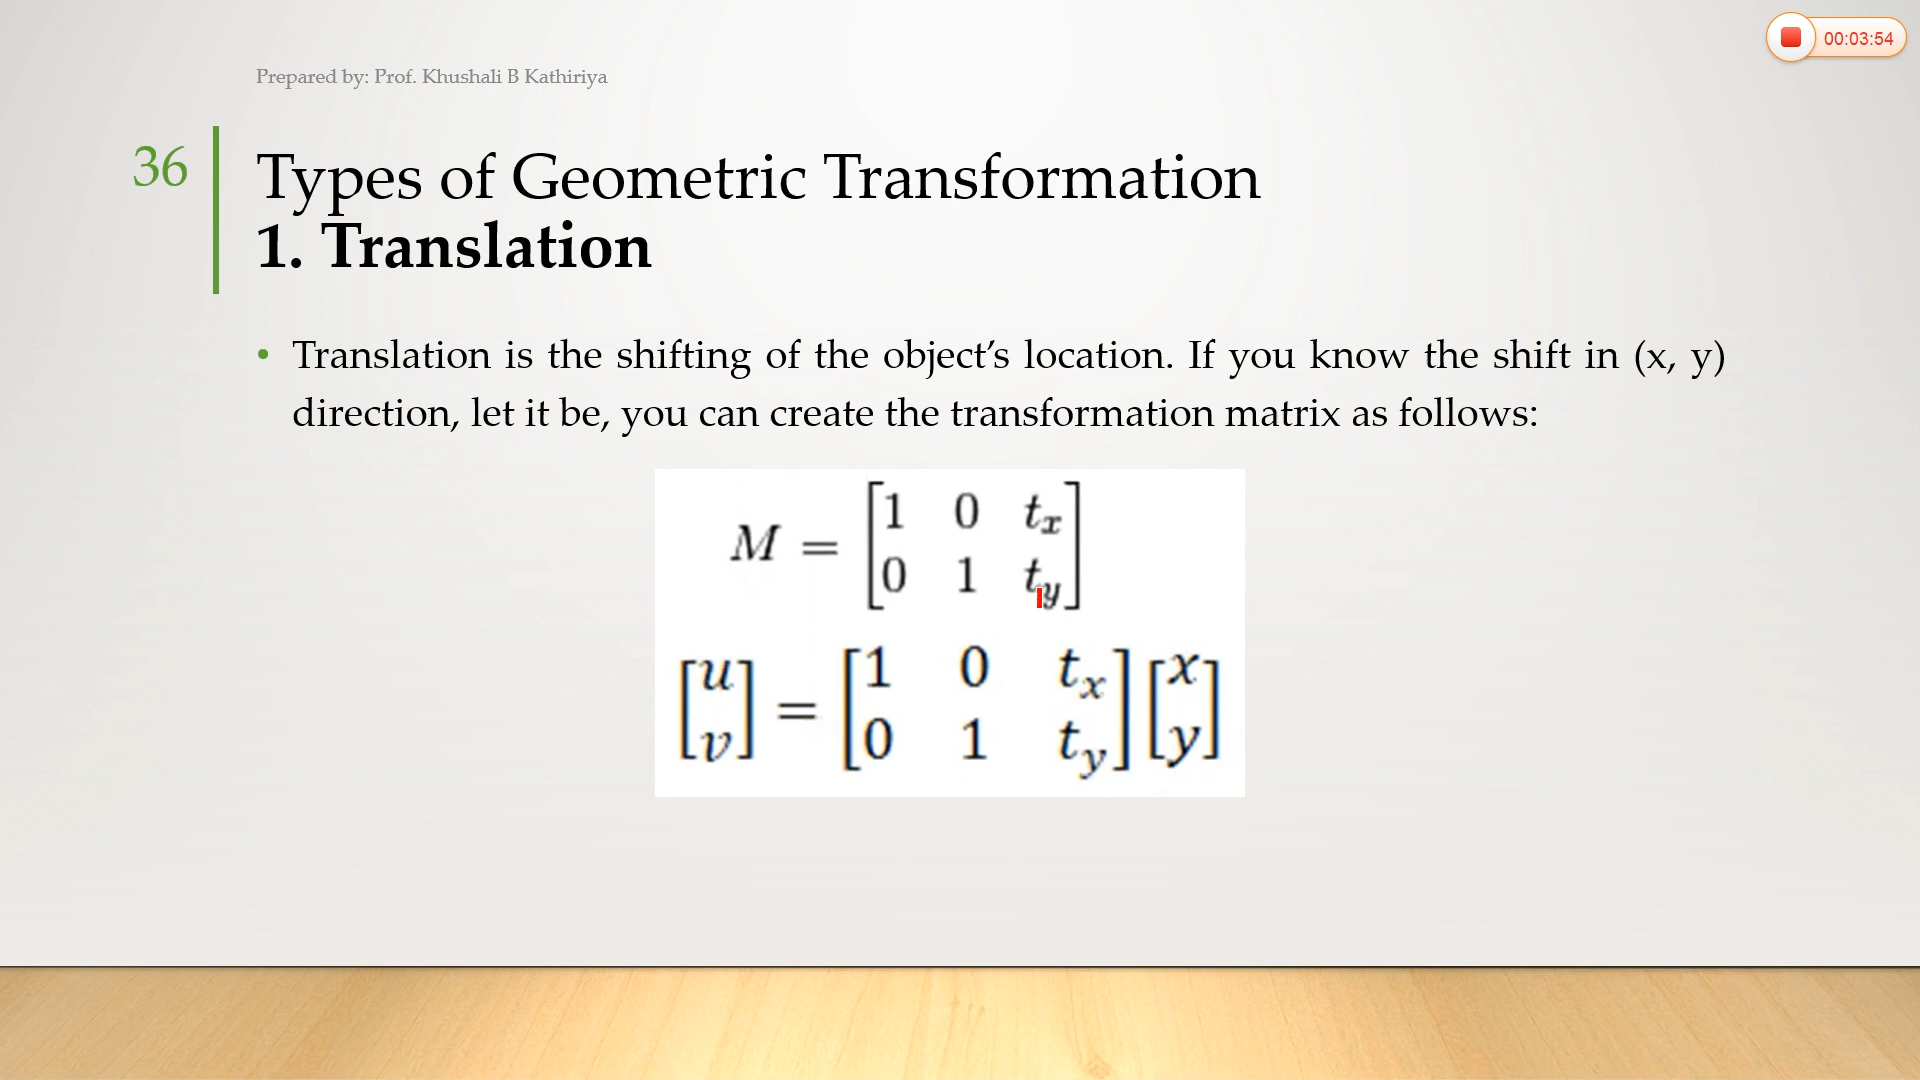 00:03:54
Prepared by: Prof. Khushali B Kathiriya
36
Types of Geometric Transformation
1. Translation
• Translation is the shifting of the object’s location. If you know the shift in (x, y)
direction, let it be, you can create the transformation matrix as follows:
M = [1 0 tx
0 1 ty]
[u
v] = [1 0 tx
0 1 ty] [x
y]